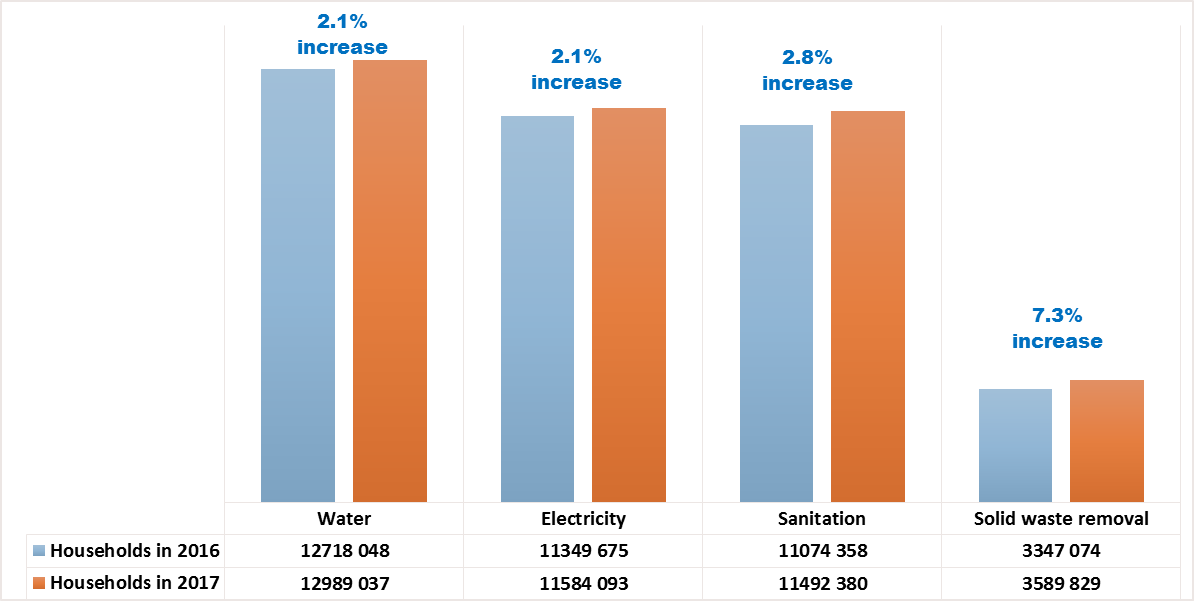 2.1%
increase
2.1%
increase
2.8%
increase
7.3%
increase
Water Electricity Sanitation Solid waste removal
Households in 2016 12718 048 11349 675 11074 358 3347 074
Households in 2017 12989 037 11584 093 11492 380 3589 829